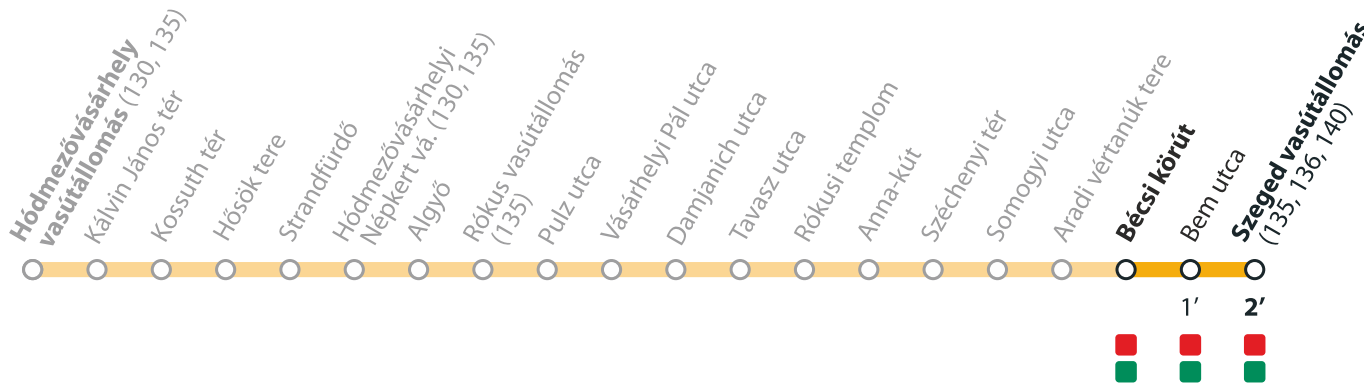 Hódmezővásárhely
vasútállomás (130, 135)
Kálvin János tér
Kossuth tér
Hősök tere
Strandfürdő
Hódmezővásárhelyi
Népkert vá. (130, 135)
Algyő
Rókus vasútállomás
(135)
Pulz utca
Vásárhelyi Pál utca
Damjanich utca
Tavasz utca
Rókusi templom
Anna-kút
Széchenyi tér
Somogyi utca
Aradi vértanúk tere
Bécsi körút
Bem utca
Szeged vasútállomás
(135, 136, 140)
1’
2’